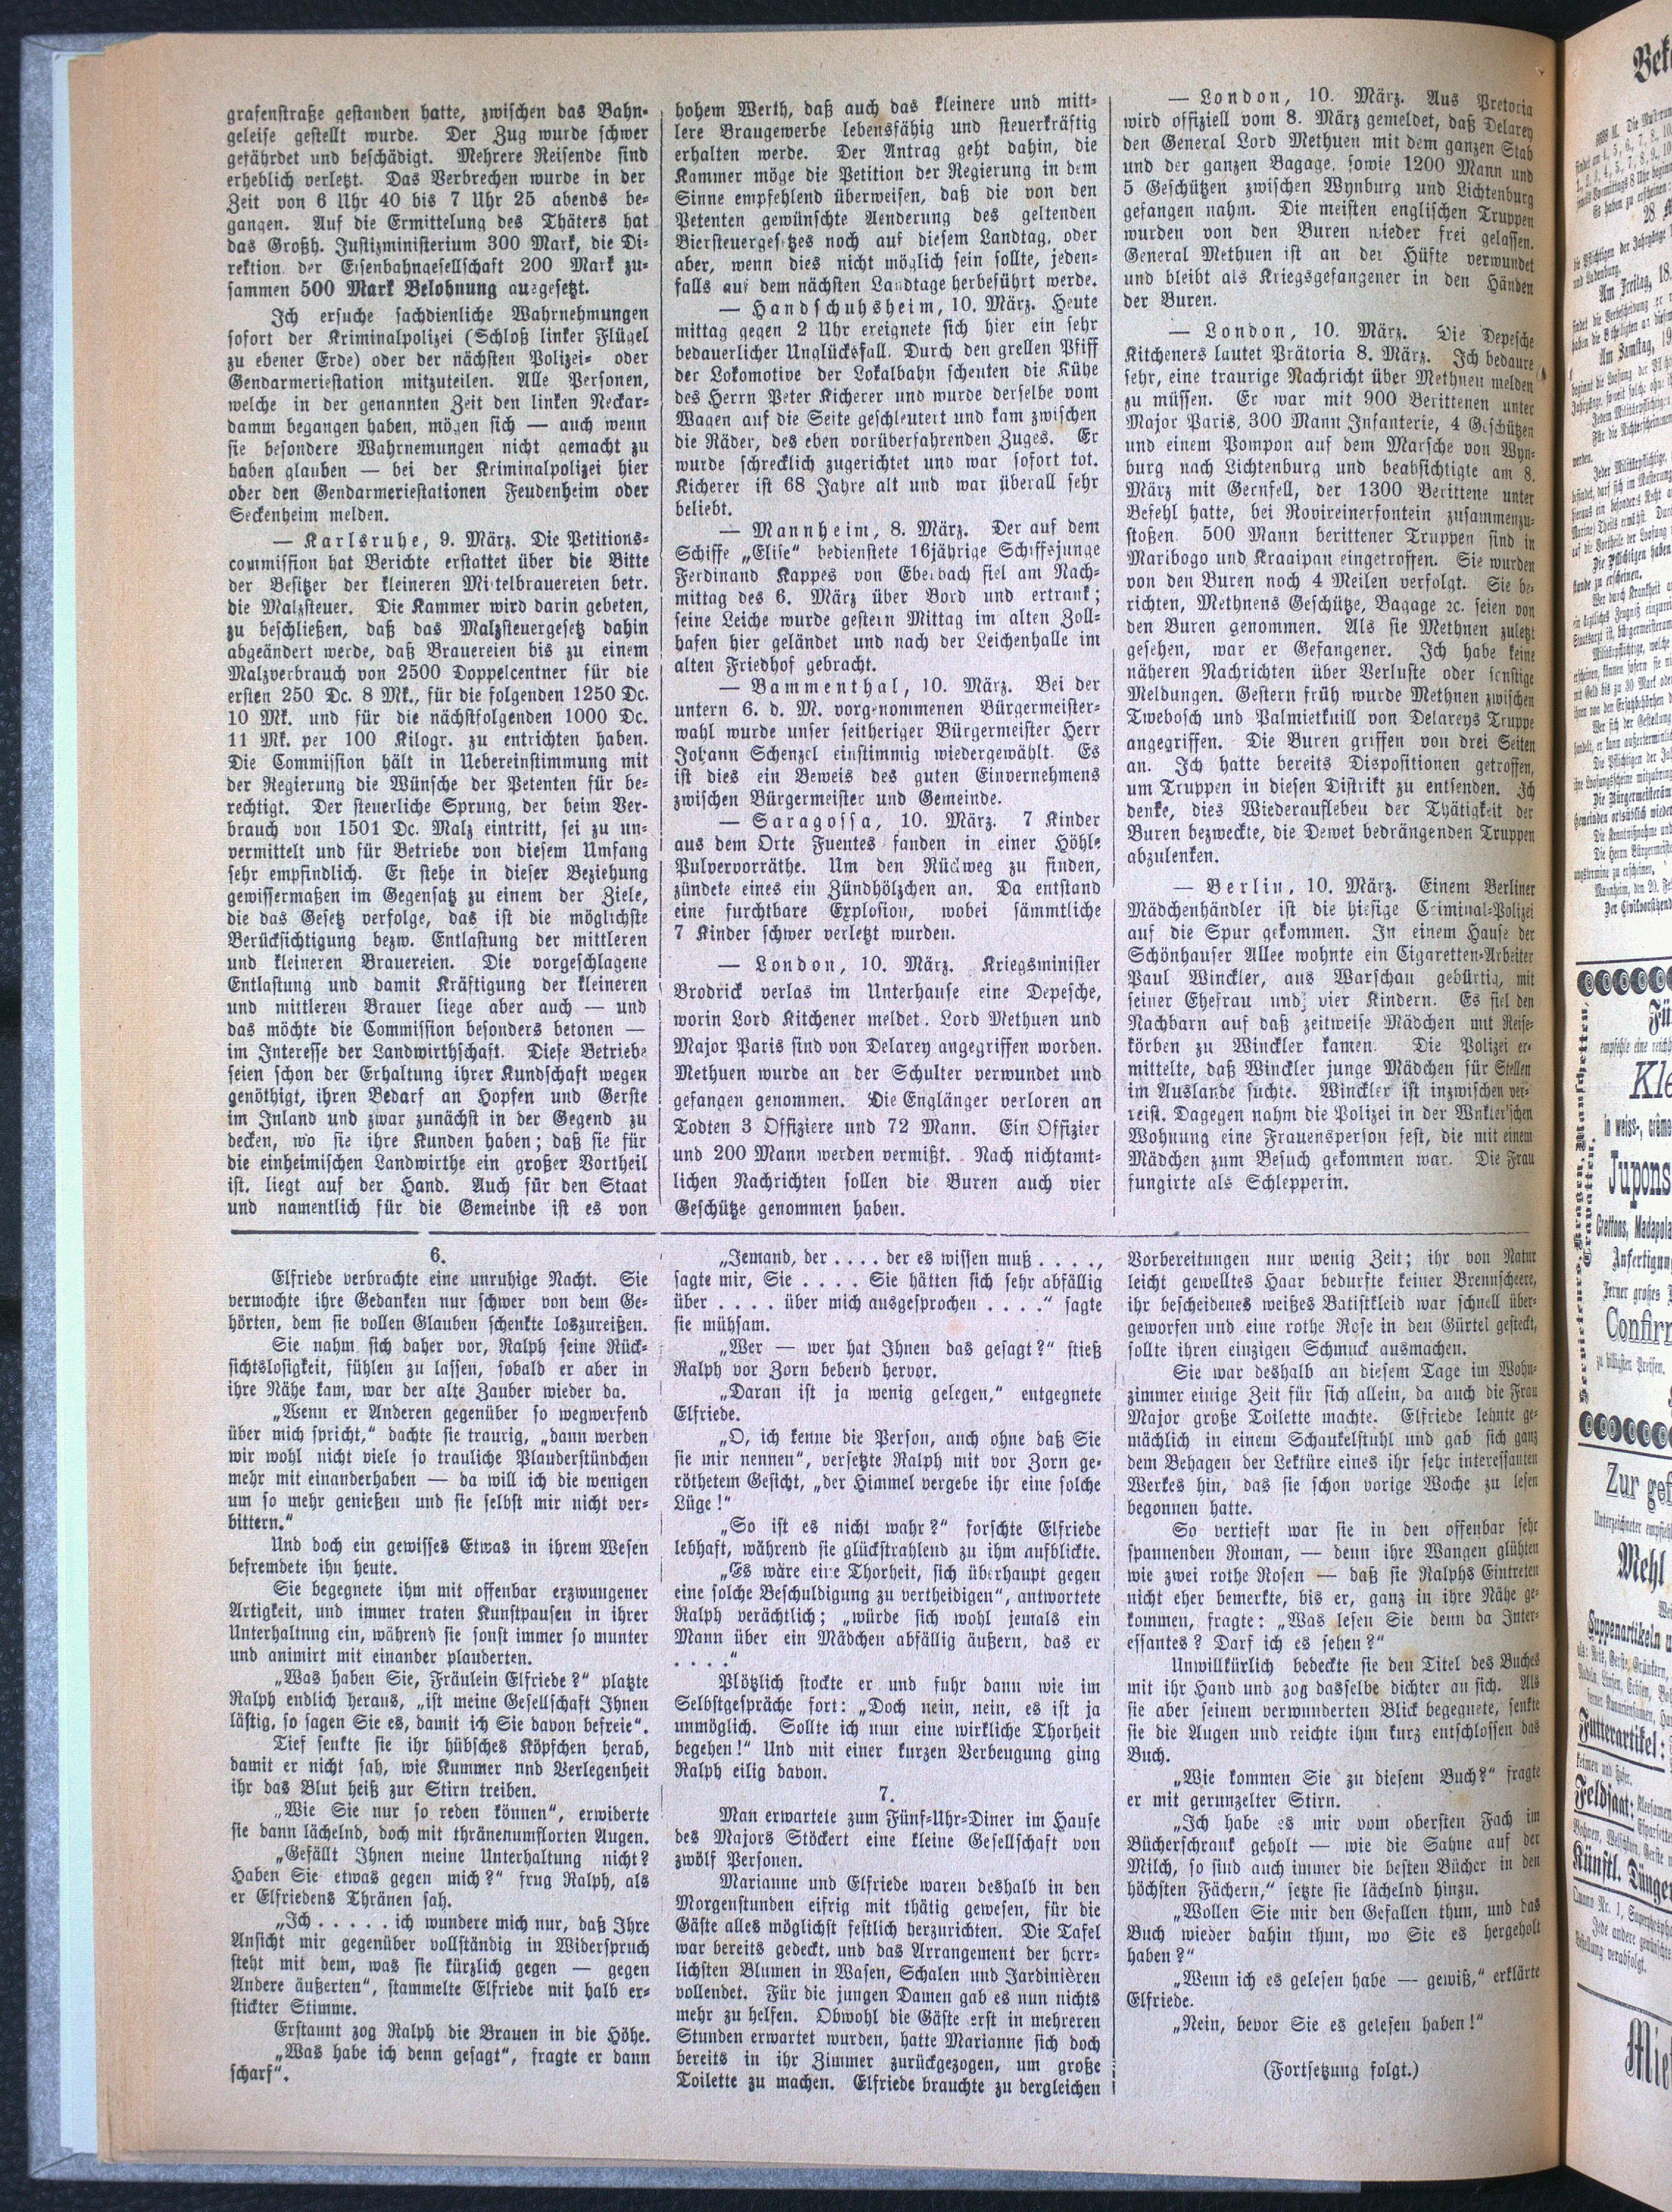 grafenstraße gestanden hatte, zwischen das Bahn-
geleise gestellt wurde. Der Zug wurde schwer
gefährdet und beschädigt. Mehrere Reisende sind
erheblich verletzt. Das Verbrechen wurde in der
Zeit von 6 Uhr 40 bis 7 Uhr 25 abends be-
gangen. Auf die Ermittelung des Thäters hat
das Großh. Justizministerium 300 Mark, die Di-
rektion der Eisenbahngesellschaft 200 Mark zu-
sammen 500 Mark Belohnung ausgesetzt.
Ich ersuche sachdienliche Wahrnehmungen
sofort der Kriminalpolizei (Schloß linker Flügel
zu ebener Erde) oder der nächsten Polizei- oder
Gendarmeriestation mitzuteilen. Alle Personen,
welche in der genannten Zeit den linken Neckar-
damm begangen haben, mögen sich — auch wenn
sie besondere Wahrnemungen nicht gemacht zu
haben glauben — bei der Kriminalpolizei hier
oder den Gendarmeriestationen Feudenheim oder
Seckenheim melden.
— Karlsruhe, 9. März. Die Petitions-
commission hat Berichte erstattet über die Bitte
der Besitzer der kleineren Mittelbrauereien betr.
die Malzsteuer. Die Kammer wird darin gebeten,
zu beschließen, daß das Malzsteuergesetz dahin
abgeändert werde, daß Brauereien bis zu einem
Malzverbrauch von 2500 Doppelcentner für die
ersten 250 Dc. 8 Mk., für die folgenden 1250 Dc.
10 Mk. und für die nächstfolgenden 1000 Dc.
11 Mk. per 100 Kilogr. zu entrichten haben.
Die Commission hält in Uebereinstimmung mit
der Regierung die Wünsche der Petenten für be-
rechtigt. Der steuerliche Sprung, der beim Ver-
brauch von 1501 Dc. Malz eintritt, sei zu un-
vermittelt und für Betriebe von diesem Umfang
sehr empfindlich. Er stehe in dieser Beziehung
gewissermaßen im Gegensatz zu einem der Ziele,
die das Gesetz verfolge, das ist die möglichste
Berücksichtigung bezw. Entlastung der mittleren
und kleineren Brauereien. Die vorgeschlagene
Entlastung und damit Kräftigung der kleineren
und mittleren Brauer liege aber auch — und
das möchte die Commission besonders betonen —
im Interesse der Landwirthschaft. Diese Betriebe
seien schon der Erhaltung ihrer Kundschaft wegen
genöthigt, ihren Bedarf an Hopfen und Gerste
im Inland und zwar zunächst in der Gegend zu
decken, wo sie ihre Kunden haben; daß sie für
die einheimischen Landwirthe ein großer Vortheil
ist, liegt auf der Hand. Auch für den Staat
und namentlich für die Gemeinde ist es von
hohem Werth, daß auch das kleinere und mitt-
lere Braugewerbe lebensfähig und steuerkräftig
erhalten werde. Der Antrag geht dahin, die
Kammer möge die Petition der Regierung in dem
Sinne empfehlend überweisen, daß die von den
Petenten gewünschte Aenderung des geltenden
Biersteuergesetzes noch auf diesem Landtag, oder
aber, wenn dies nicht möglich sein sollte, jeden-
falls auf dem nächsten Landtage herbeführt werde.
— Handschuhsheim, 10. März. Heute
mittag gegen 2 Uhr ereignete sich hier ein sehr
bedauerlicher Unglücksfall. Durch den grellen Pfiff
der Lokomotive der Lokalbahn scheuten die Kühe
des Herrn Peter Kicherer und wurde derselbe vom
Wagen auf die Seite geschleutert und kam zwischen
die Räder, des eben vorüberfahrenden Zuges. Er
wurde schrecklich zugerichtet und war sofort tot.
Kicherer ist 68 Jahre alt und war überall sehr
beliebt.
— Mannheim, 8. März. Der auf dem
Schiffe „Elise“ bedienstete 16jährige Schiffsjunge
Ferdinand Kappes von Eberbach fiel am Nach-
mittag des 6. März über Bord und ertrank;
seine Leiche wurde gestern Mittag im alten Zoll-
hafen hier geländet und nach der Leichenhalle im
alten Friedhof gebracht.
— Bammenthal, 10. März. Bei der
untern 6. d. M. vorgenommenen Bürgermeister-
wahl wurde unser seitheriger Bürgermeister Herr
Johann Schenzel einstimmig wiedergewählt. Es
ist dies ein Beweis des guten Einvernehmens
zwischen Bürgermeister und Gemeinde.
— Saragossa, 10. März. 7 Kinder
aus dem Orte Fuentes fanden in einer Höhle
Pulvervorräthe. Um den Rückweg zu finden,
zündete eines ein Zündhölzchen an. Da entstand
eine furchtbare Explosion, wobei sämmtliche
7 Kinder schwer verletzt wurden.
— London, 10. März. Kriegsminister
Brodrick verlas im Unterhause eine Depesche,
worin Lord Kitchener meldet. Lord Methuen und
Major Paris sind von Delarey angegriffen worden.
Methuen wurde an der Schulter verwundet und
gefangen genommen. Die Englänger verloren an
Todten 3 Offiziere und 72 Mann. Ein Offizier
und 200 Mann werden vermißt. Nach nichtamt-
lichen Nachrichten sollen die Buren auch vier
Geschütze genommen haben.
— London, 10. März. Aus Pretoria
wird offiziell vom 8. März gemeldet, daß Delarey
den General Lord Methuen mit dem ganzen Stab
und der ganzen Bagage, sowie 1200 Mann und
5 Geschützen zwischen Wynburg und Lichtenburg
gefangen nahm. Die meisten englischen Truppen
wurden von den Buren wieder frei gelassen.
General Methuen ist an der Hüfte verwundet
und bleibt als Kriegsgefangener in den Händen
der Buren.
— London, 10. März. Die Depesche
Kitcheners lautet Prätoria 8. März. Ich bedaure
sehr, eine traurige Nachricht über Methnen melden
zu müssen. Er war mit 900 Berittenen unter
Major Paris, 300 Mann Infanterie, 4 Geschützen
und einem Pompon auf dem Marsche von Wyn-
burg nach Lichtenburg und beabsichtigte am 8.
März mit Geenfell, der 1300 Berittene unter
Befehl hatte, bei Rovireinerfontein zusammenzu-
stoßen. 500 Mann berittener Truppen sind in
Maribogo und Kraaipan eingetroffen. Sie wurden
von den Buren noch 4 Meilen verfolgt. Sie be-
richten, Methnens Geschütze, Bagage ꝛc. seien von
den Buren genommen. Als sie Methnen zuletzt
gesehen, war er Gefangener. Ich habe keine
näheren Nachrichten über Verluste oder sonstige
Meldungen. Gestern früh wurde Methnen zwischen
Twebosch und Palmietkuill von Delareys Truppe
angegriffen. Die Buren griffen von drei Seiten
an. Ich hatte bereits Dispositionen getroffen,
um Truppen in diesen Distrikt zu entsenden. Ich
denke, dies Wiederaufleben der Thätigkeit der
Buren bezweckte, die Dewet bedrängenden Truppen
abzulenken.
— Berlin, 10. März. Einem Berliner
Mädchenhändler ist die hiesige Criminal-Polizei
auf die Spur gekommen. In einem Hause der
Schönhauser Allee wohnte ein Cigaretten-Arbeiter
Paul Winckler, aus Warschau gebürtig, mit
seiner Ehefrau und vier Kindern. Es fiel den
Nachbarn auf daß zeitweise Mädchen mit Reise-
körben zu Winckler kamen. Die Polizei er-
mittelte, daß Winckler junge Mädchen für Stellen
im Auslande suchte. Winckler ist inzwischen ver-
reist. Dagegen nahm die Polizei in der Wnkler'schen
Wohnung eine Frauensperson fest, die mit einem
Mädchen zum Besuch gekommen war. Die Frau
fungirte als Schlepperin.
6.
Elfriede verbrachte eine unruhige Nacht. Sie
vermochte ihre Gedanken nur schwer von dem Ge-
hörten, dem sie vollen Glauben schenkte loszureißen.
Sie nahm sich daher vor, Ralph seine Rück-
sichtslosigkeit, fühlen zu lassen, sobald er aber in
ihre Nähe kam, war der alte Zauber wieder da.
„Wenn er Anderen gegenüber so wegwerfend
über mich spricht,“ dachte sie traurig, „dann werden
wir wohl nicht viele so trauliche Plauderstündchen
mehr mit einanderhaben — da will ich die wenigen
um so mehr genießen und sie selbst mir nicht ver-
bittern.“
Und doch ein gewisses Etwas in ihrem Wesen
befremdete ihn heute.
Sie begegnete ihm mit offenbar erzwungener
Artigkeit, und immer traten Kunstpausen in ihrer
Unterhaltnng ein, während sie sonst immer so munter
und animirt mit einander plauderten.
„Was haben Sie, Fräulein Elfriede?“ platzte
Ralph endlich heraus, „ist meine Gesellschaft Ihnen
lästig, so sagen Sie es, damit ich Sie davon befreie“.
Tief senkte sie ihr hübsches Köpfchen herab,
damit er nicht sah, wie Kummer nnd Verlegenheit
ihr das Blut heiß zur Stirn treiben.
„Wie Sie nur so reden können“, erwiderte
sie dann lächelnd, doch mit thränenumflorten Augen.
„Gefällt Ihnen meine Unterhaltung nicht?
Haben Sie etwas gegen mich?“ frug Ralph, als
er Elfriedens Thränen sah.
„Ich . . . . . ich wundere mich nur, daß Ihre
Ansicht mir gegenüber vollständig in Widerspruch
steht mit dem, was sie kürzlich gegen — gegen
Andere äußerten“, stammelte Elfriede mit halb er-
stickter Stimme.
Erstaunt zog Ralph die Brauen in die Höhe.
„Was habe ich denn gesagt“, fragte er dann
scharf“.
„Jemand, der . . . . der es wissen muß . . . .,
sagte mir, Sie . . . . Sie hätten sich sehr abfällig
über . . . . über mich ausgesprochen . . . .“ sagte
sie mühsam.
„Wer — wer hat Ihnen das gesagt?“ stieß
Ralph vor Zorn bebend hervor.
„Daran ist ja wenig gelegen,“ entgegnete
Elfriede.
„O, ich kenne die Person, auch ohne daß Sie
sie mir nennen“, versetzte Ralph mit vor Zorn ge-
röthetem Gesicht, „der Himmel vergebe ihr eine solche
Lüge!“
„So ist es nicht wahr?“ forschte Elfriede
lebhaft, während sie glückstrahlend zu ihm aufblickte.
„Es wäre eine Thorheit, sich überhaupt gegen
eine solche Beschuldigung zu vertheidigen“, antwortete
Ralph verächtlich; „würde sich wohl jemals ein
Mann über ein Mädchen abfällig äußern, das er
. . . .“
Plötzlich stockte er und fuhr dann wie im
Selbstgespräche fort: „Doch nein, nein, es ist ja
unmöglich. Sollte ich nun eine wirkliche Thorheit
begehen!“ Und mit einer kurzen Verbeugung ging
Ralph eilig davon.
7.
Man erwartete zum Fünf-Uhr-Diner im Hause
des Majors Stöckert eine kleine Gesellschaft von
zwölf Personen.
Marianne und Elfriede waren deshalb in den
Morgenstunden eifrig mit thätig gewesen, für die
Gäste alles möglichst festlich herzurichten. Die Tafel
war bereits gedeckt, und das Arrangement der herr-
lichsten Blumen in Wasen, Schalen und Jardinièren
vollendet. Für die jungen Damen gab es nun nichts
mehr zu helfen. Obwohl die Gäste erst in mehreren
Stunden erwartet wurden, hatte Marianne sich doch
bereits in ihr Zimmer zurückgezogen, um große
Toilette zu machen. Elfriede brauchte zu dergleichen
Vorbereitungen nur wenig Zeit; ihr von Natur
leicht gewelltes Haar bedurfte keiner Brennscheere,
ihr bescheidenes weißes Batistkleid war schnell über-
geworfen und eine rothe Rose in den Gürtel gesteckt,
sollte ihren einzigen Schmuck ausmachen.
Sie war deshalb an diesem Tage im Wohn-
zimmer einige Zeit für sich allein, da auch die Frau
Major große Toilette machte. Elfriede lehnte ge-
mächlich in einem Schaukelstuhl und gab sich ganz
dem Behagen der Lektüre eines ihr sehr interessanten
Werkes hin, das sie schon vorige Woche zu lesen
begonnen hatte.
So vertieft war sie in den offenbar sehr
spannenden Roman, — denn ihre Wangen glühten
wie zwei rothe Rosen — daß sie Ralphs Eintreten
nicht eher bemerkte, bis er, ganz in ihre Nähe ge-
kommen, fragte: „Was lesen Sie denn da Inter-
essantes? Darf ich es sehen?“
Unwillkürlich bedeckte sie den Titel des Buches
mit ihr Hand und zog dasselbe dichter an sich. Als
sie aber seinem verwunderten Blick begegnete, senkte
sie die Augen und reichte ihm kurz entschlossen das
Buch.
„Wie kommen Sie zu diesem Buch?“ fragte
er mit gerunzelter Stirn.
„Ich habe es mir vom obersten Fach im
Bücherschrank geholt — wie die Sahne auf der
Milch, so sind auch immer die besten Bücher in den
höchsten Fächern,“ setzte sie lächelnd hinzu.
„Wollen Sie mir den Gefallen thun, und das
Buch wieder dahin thun, wo Sie es hergeholt
haben?“
„Wenn ich es gelesen habe — gewiß,“ erklärte
Elfriede.
„Nein, bevor Sie es gelesen haben!“
(Fortsetzung folgt.)